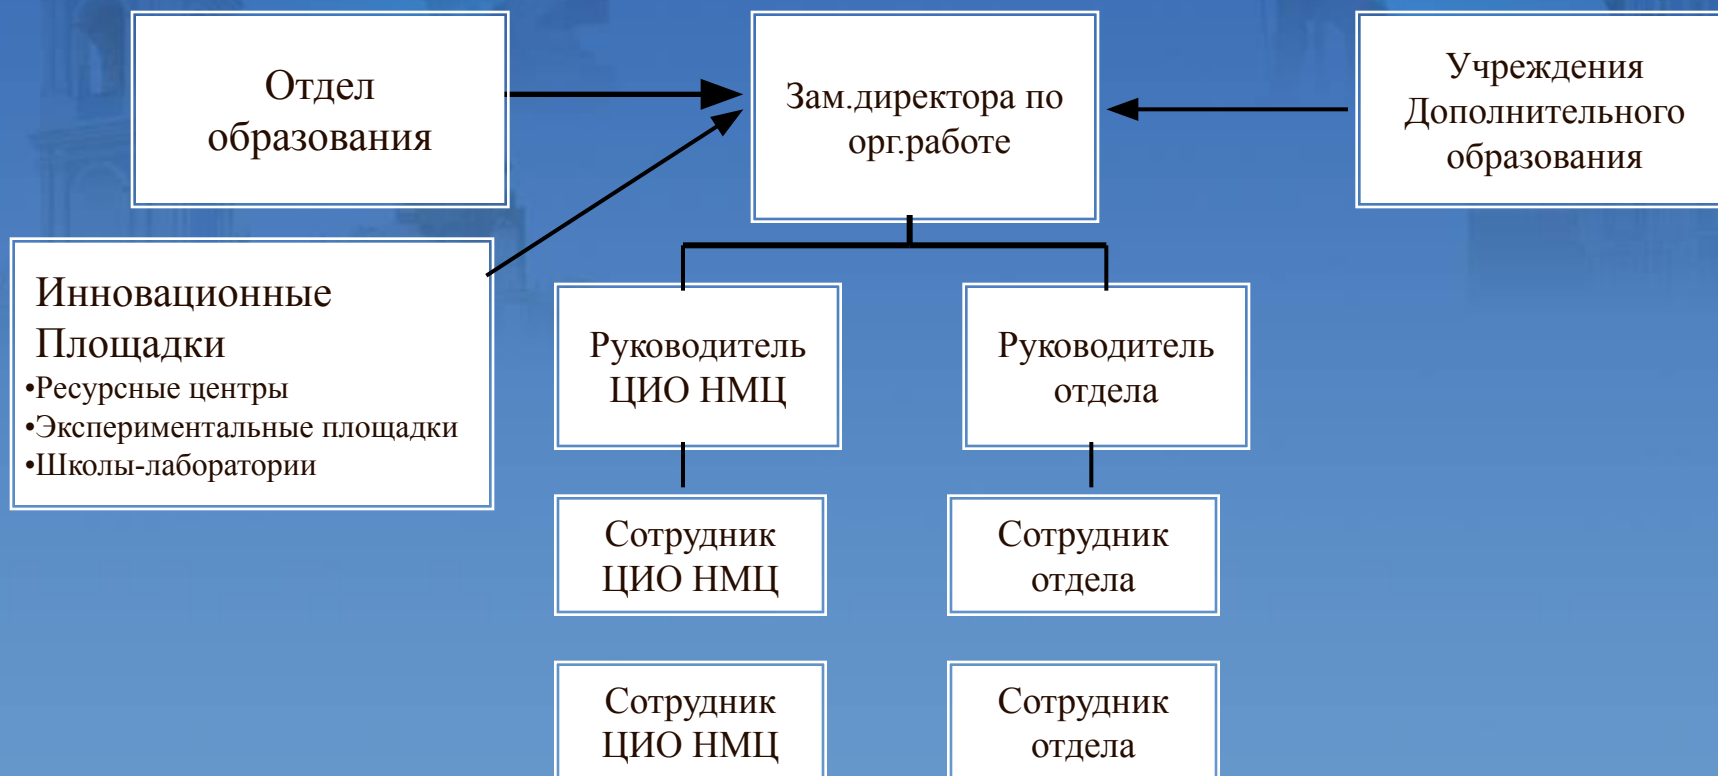 Отдел
образования
Зам.директора по
орг.работе
Учреждения
Дополнительного
образования
Инновационные
Площадки
•Ресурсные центры
•Экспериментальные площадки
•Школы-лаборатории
Руководитель
ЦИО НМЦ
Руководитель
отдела
Сотрудник
ЦИО НМЦ
Сотрудник
отдела
Сотрудник
ЦИО НМЦ
Сотрудник
отдела